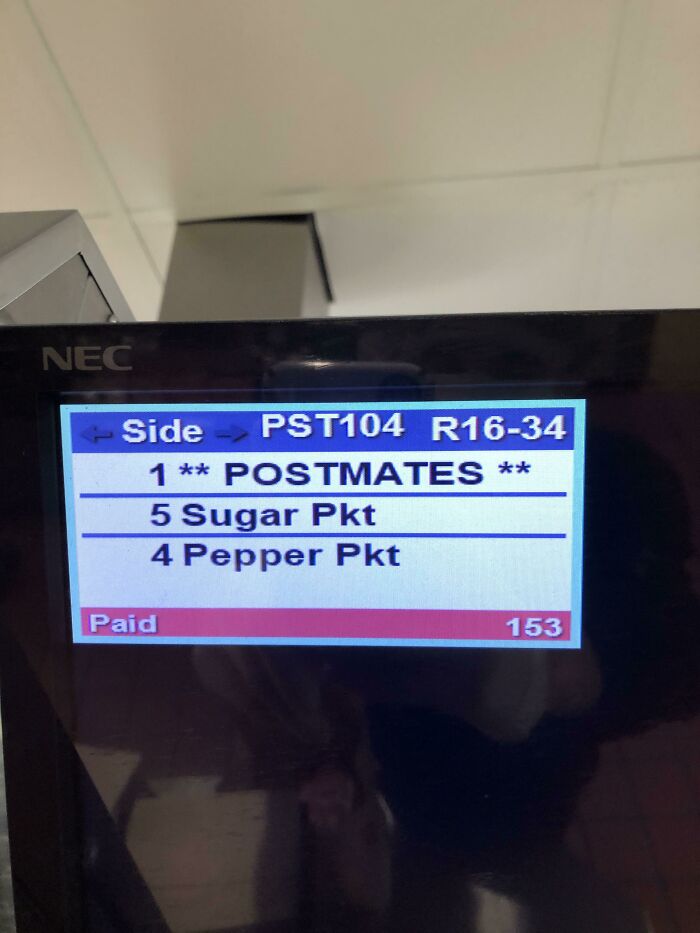 NEC
Side PST104 R16-34
1 ** POSTMATES **
5 Sugar Pkt
4 Pepper Pkt
Paid 153